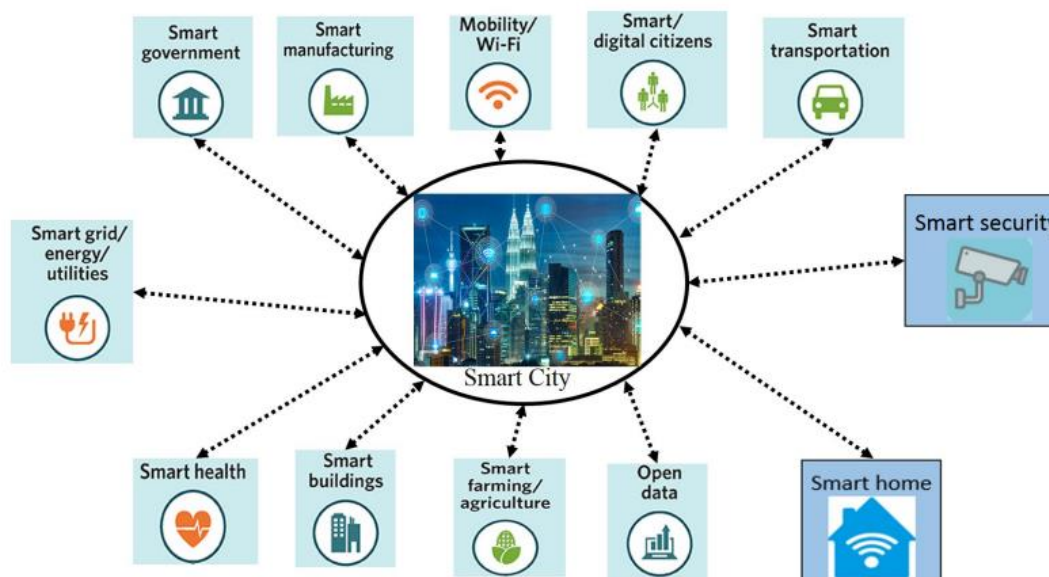 Smart
government
Smart
manufacturing
Mobility/
Wi-Fi
Smart/
digital citizens
Smart
transportation
Smart grid/
energy/
utilities
Smart security
Smart City
Smart health
Smart
buildings
Smart
farming/
agriculture
Open
data
Smart home